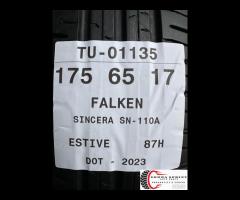 TU-01135
175 65 17
FALKEN
SINCERA SN-110A
ESTIVE 87H
DOT - 2023